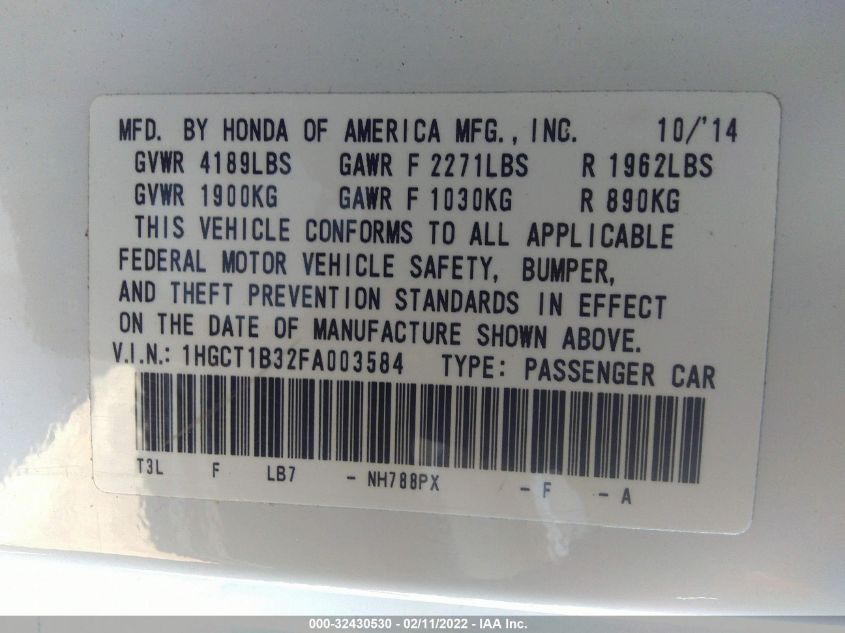 MFD. BY HONDA OF AMERICA MFG., INC. 10/'14
GVWR 4189LBS GAWR F 2271LBS R 1962LBS
GVWR 1900KG GAWR F 1030KG R 890KG
THIS VEHICLE CONFORMS TO ALL APPLICABLE
FEDERAL MOTOR VEHICLE SAFETY, BUMPER,
AND THEFT PREVENTION STANDARDS IN EFFECT
ON THE DATE OF MANUFACTURE SHOWN ABOVE.
V.I.N.: 1HGCT1B32FA003584 TYPE: PASSENGER CAR
T3L F LB7 - NH788PX - F - A
000-32430530 - 02/11/2022 - IAA Inc.